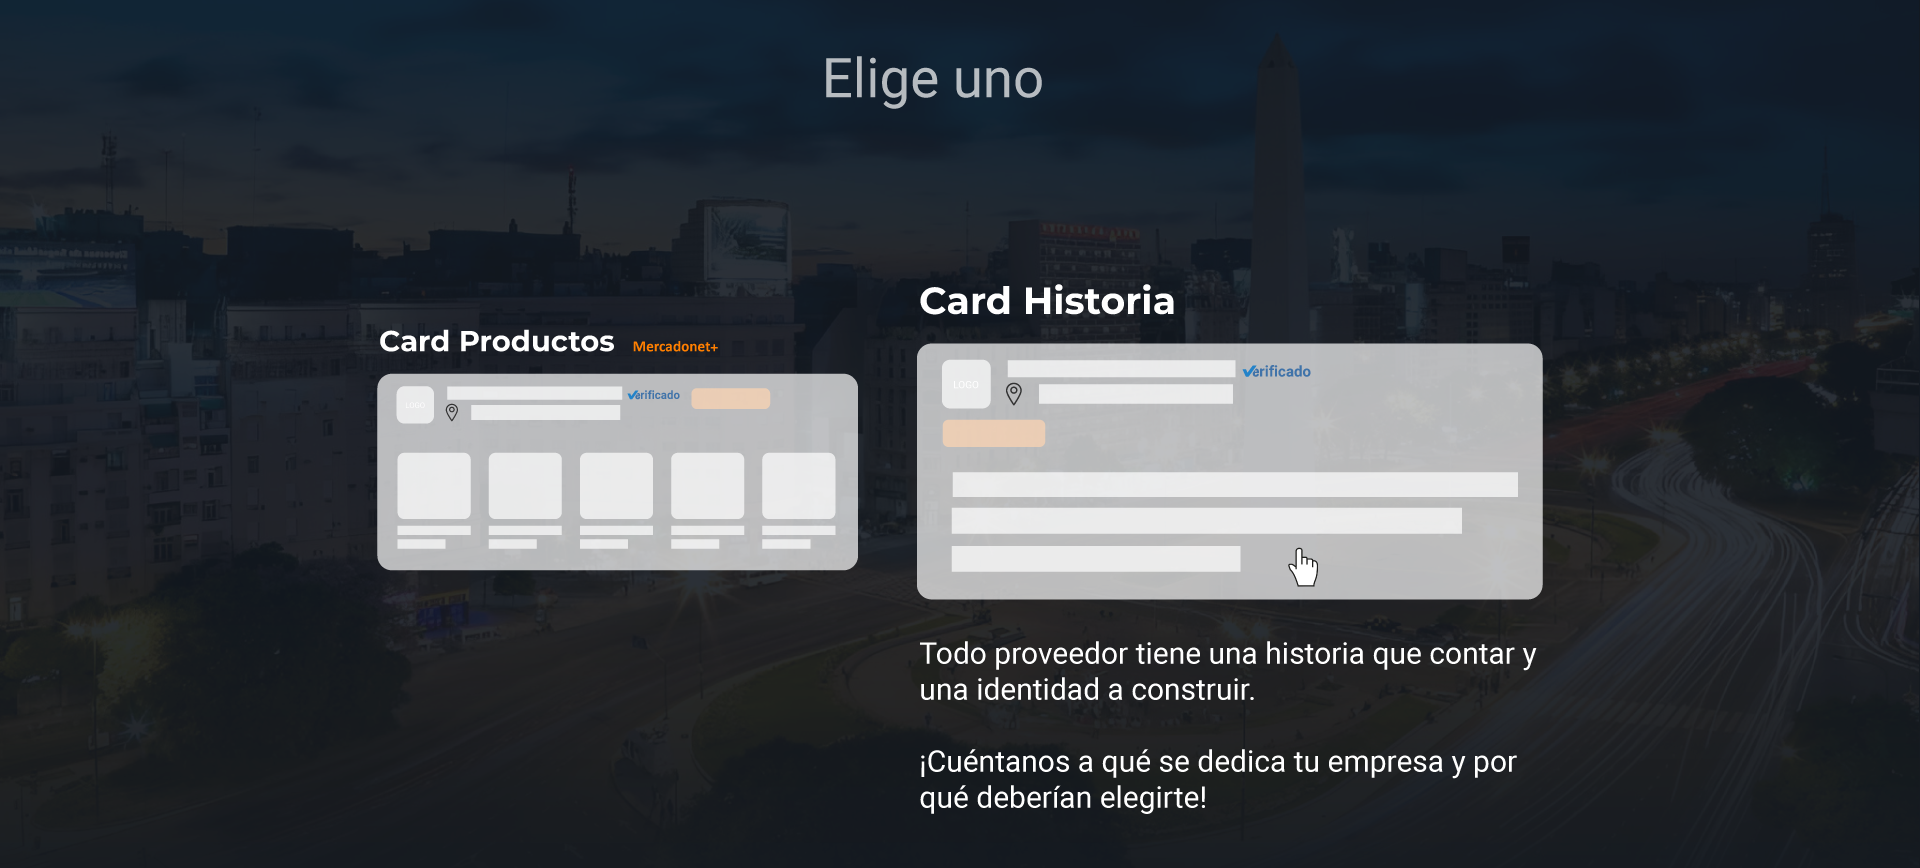 Elige uno
Card Productos Mercadonet+
LOGO
Verificado
Card Historia
LOGO
Verificado
Todo proveedor tiene una historia que contar y
una identidad a construir.
¡Cuéntanos a qué se dedica tu empresa y por
qué deberían elegirte!